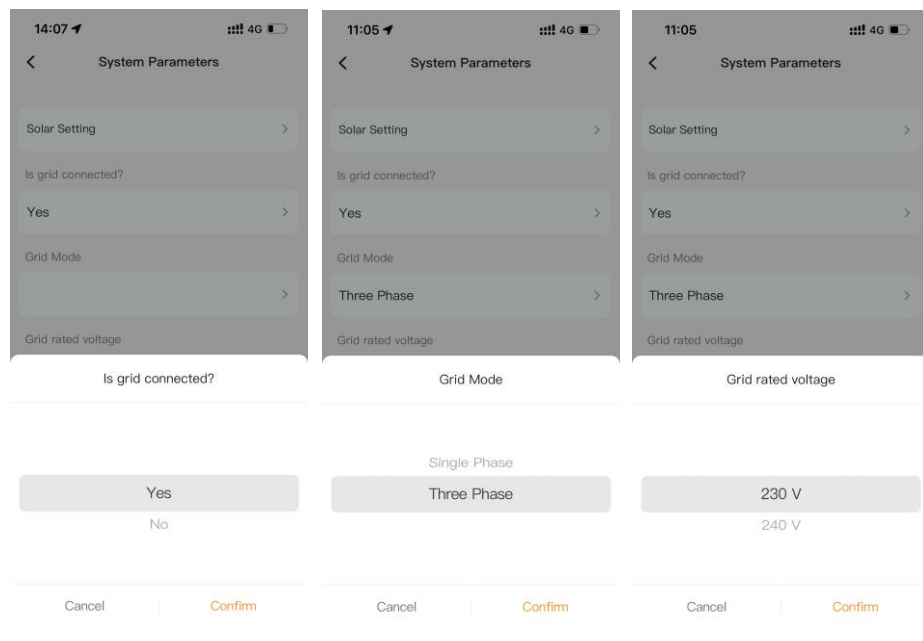 14:07
4G
System Parameters
Solar Setting
Is grid connected?
Yes
Grid Mode
Grid rated voltage
Is grid connected?
Yes
No
Cancel
Confirm
11:05
4G
System Parameters
Solar Setting
Is grid connected?
Yes
Grid Mode
Three Phase
Grid rated voltage
Grid Mode
Single Phase
Three Phase
Cancel
Confirm
11:05
4G
System Parameters
Solar Setting
Is grid connected?
Yes
Grid Mode
Three Phase
Grid rated voltage
Grid rated voltage
230 V
240 V
Cancel
Confirm